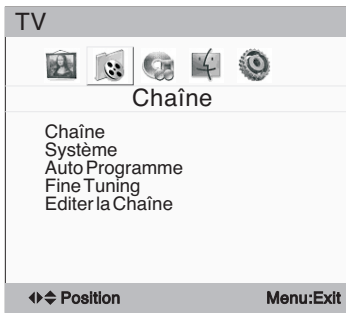 TV
Chaîne
Chaîne
Système
Auto Programme
Fine Tuning
Editer la Chaîne
Position Menu:Exit